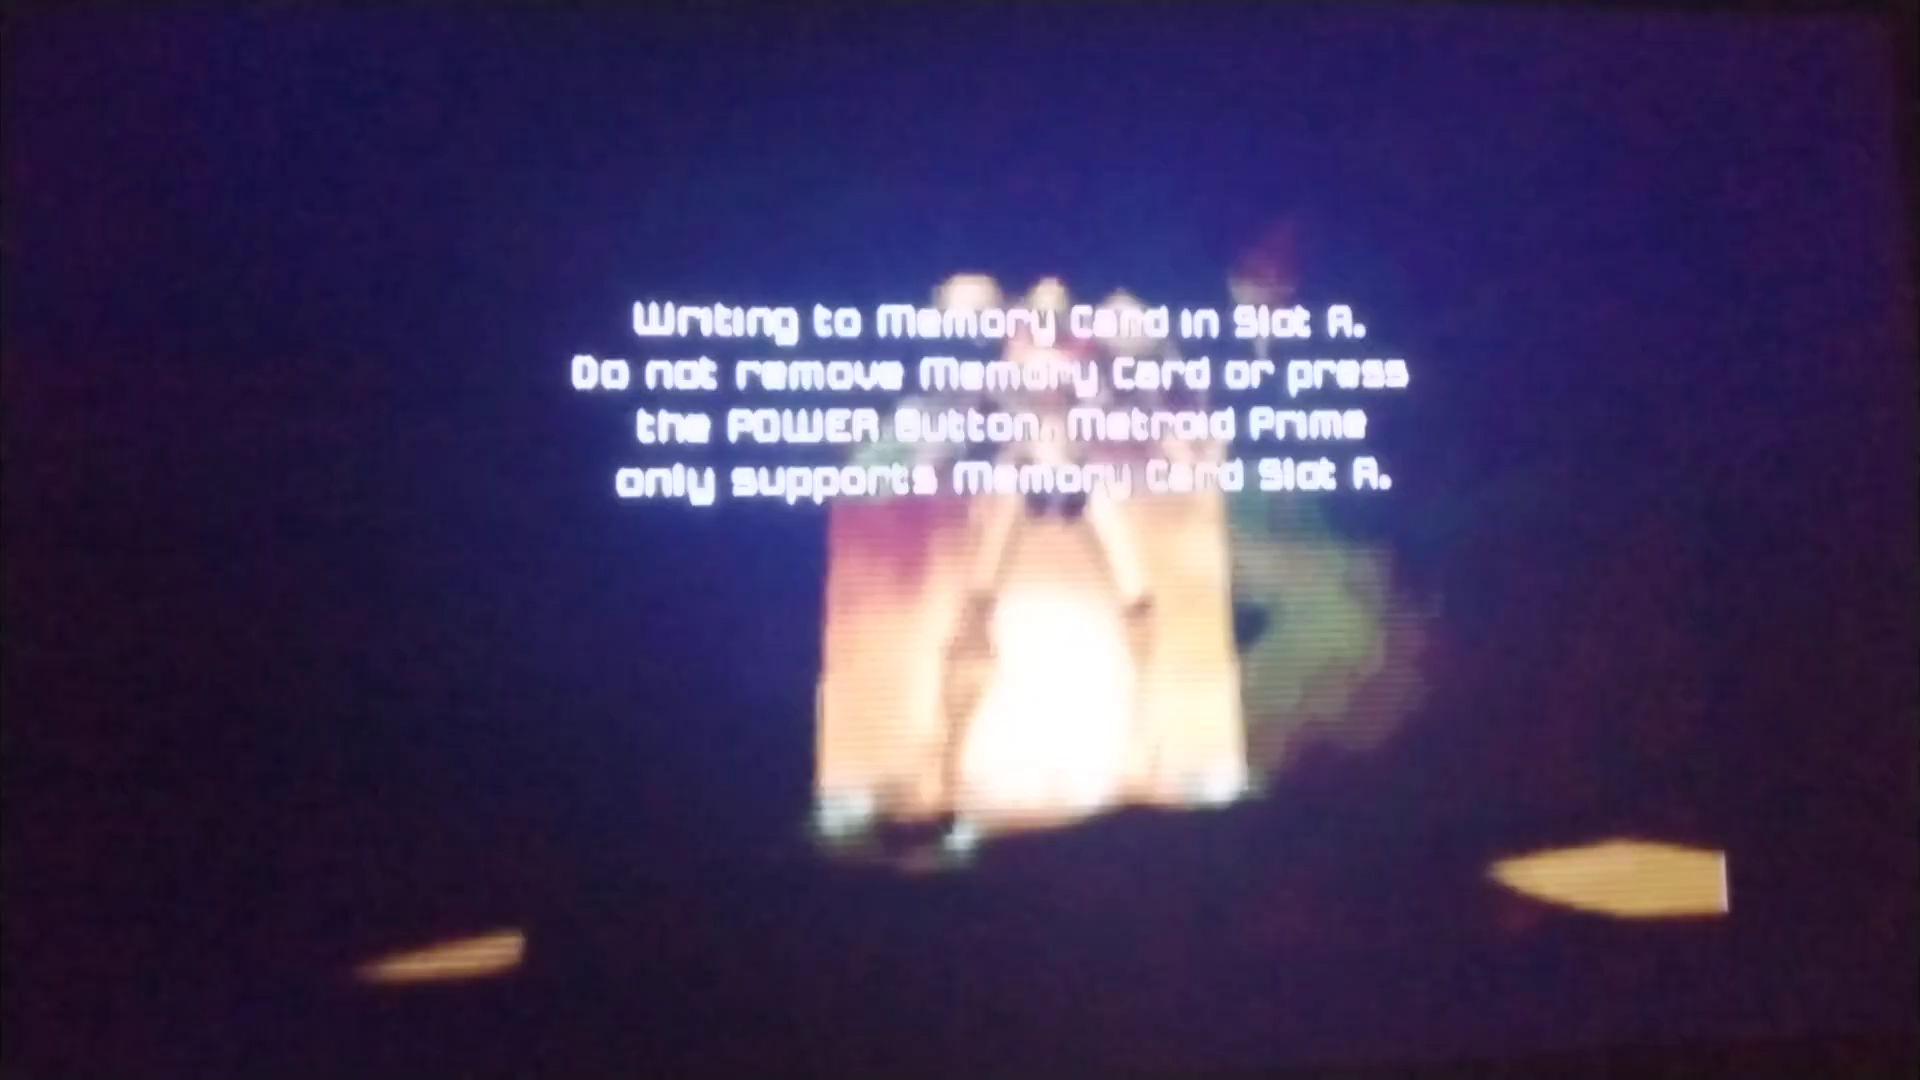 Writing to Memory Card in Slot A.
Do not remove Memory Card or press
the POWER Button. Metroid Prime
only supports Memory Card Slot A.